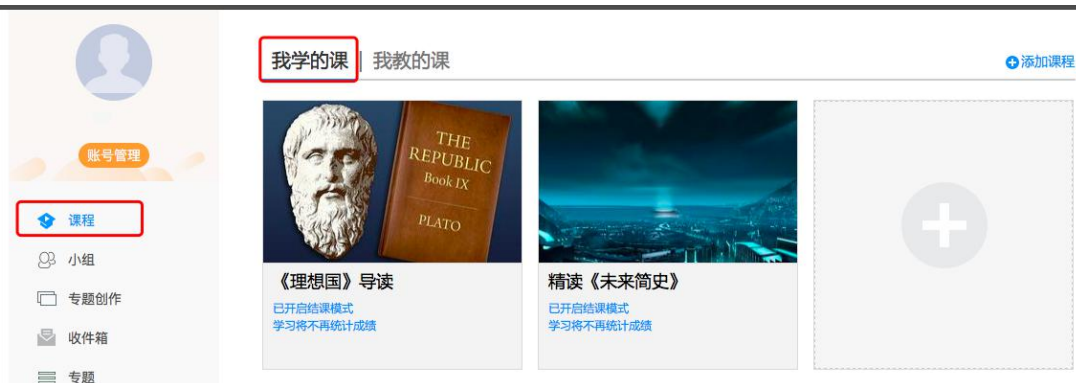 我学的课 我教的课
添加课程
账号管理
课程
小组
专题创作
收件箱
专题
THE
REPUBLIC
Book IX
PLATO
《理想国》导读
已开启结课模式
学习将不再统计成绩
精读《未来简史》
已开启结课模式
学习将不再统计成绩